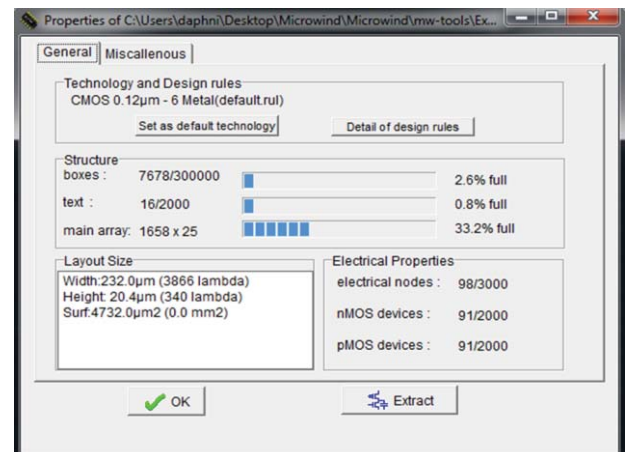 Properties of C:\Users\daphni\Desktop\Microwind\Microwind\mw-tools\Ex...
General
Miscallenous
Technology and Design rules
CMOS 0.12µm - 6 Metal(default.rul)
Set as default technology
Detail of design rules
Structure
boxes : 7678/300000 2.6% full
text : 16/2000 0.8% full
main array: 1658 x 25 33.2% full
Layout Size
Width:232.0µm (3866 lambda)
Height: 20.4µm (340 lambda)
Surf:4732.0µm2 (0.0 mm2)
Electrical Properties
electrical nodes : 98/3000
nMOS devices : 91/2000
pMOS devices : 91/2000
OK
Extract